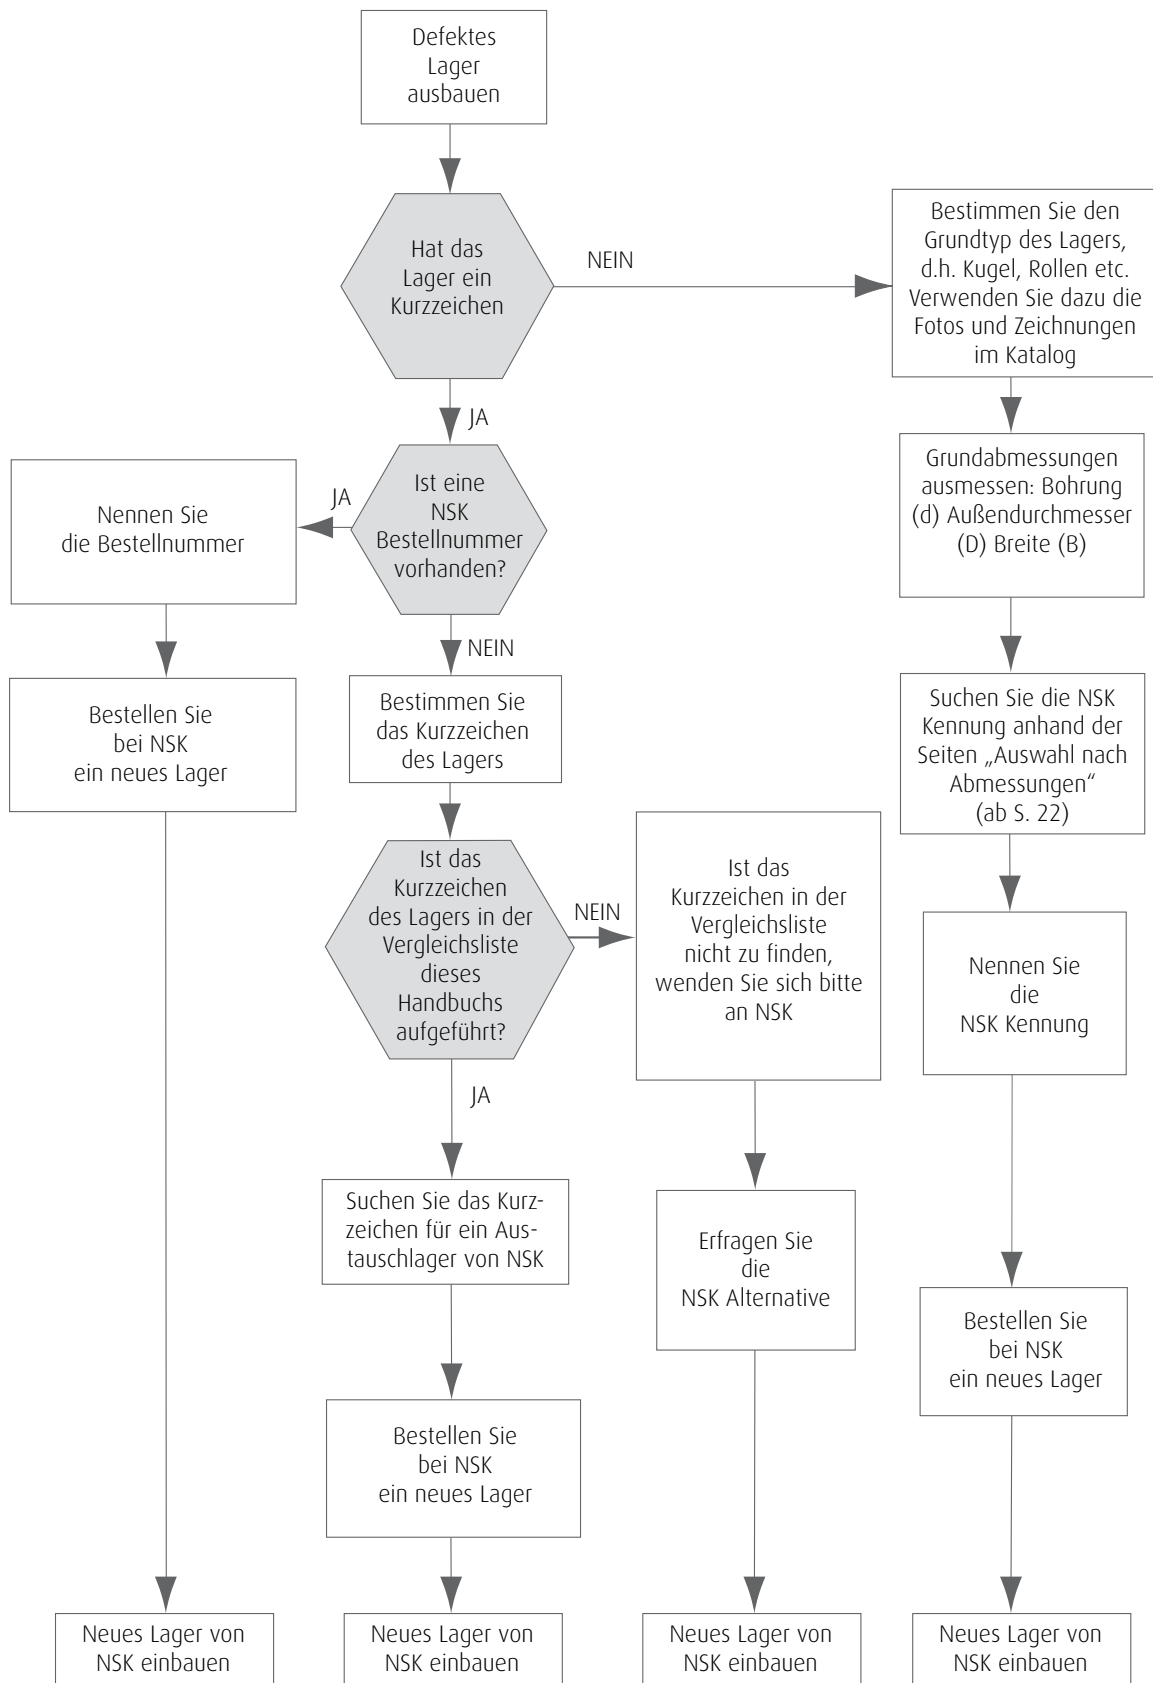 Defektes
Lager
ausbauen
Hat das
Lager ein
Kurzzeichen
NEIN
Bestimmen Sie den
Grundtyp des Lagers,
d.h. Kugel, Rollen etc.
Verwenden Sie dazu die
Fotos und Zeichnungen
im Katalog
JA
Grundabmessungen
ausmessen: Bohrung
(d) Außendurchmesser
(D) Breite (B)
Ist eine
NSK
Bestellnummer
vorhanden?
JA
Nennen Sie
die Bestellnummer
NEIN
Bestellen Sie
bei NSK
ein neues Lager
Bestimmen Sie
das Kurzzeichen
des Lagers
Suchen Sie die NSK
Kennung anhand der
Seiten „Auswahl nach
Abmessungen“
(ab S. 22)
Ist das
Kurzzeichen
des Lagers in der
Vergleichsliste
dieses
Handbuchs
aufgeführt?
NEIN
Ist das
Kurzzeichen in der
Vergleichsliste
nicht zu finden,
wenden Sie sich bitte
an NSK
Nennen Sie
die
NSK Kennung
JA
Suchen Sie das Kurz-
zeichen für ein Aus-
tauschlager von NSK
Erfragen Sie
die
NSK Alternative
Bestellen Sie
bei NSK
ein neues Lager
Bestellen Sie
bei NSK
ein neues Lager
Neues Lager von
NSK einbauen
Neues Lager von
NSK einbauen
Neues Lager von
NSK einbauen
Neues Lager von
NSK einbauen